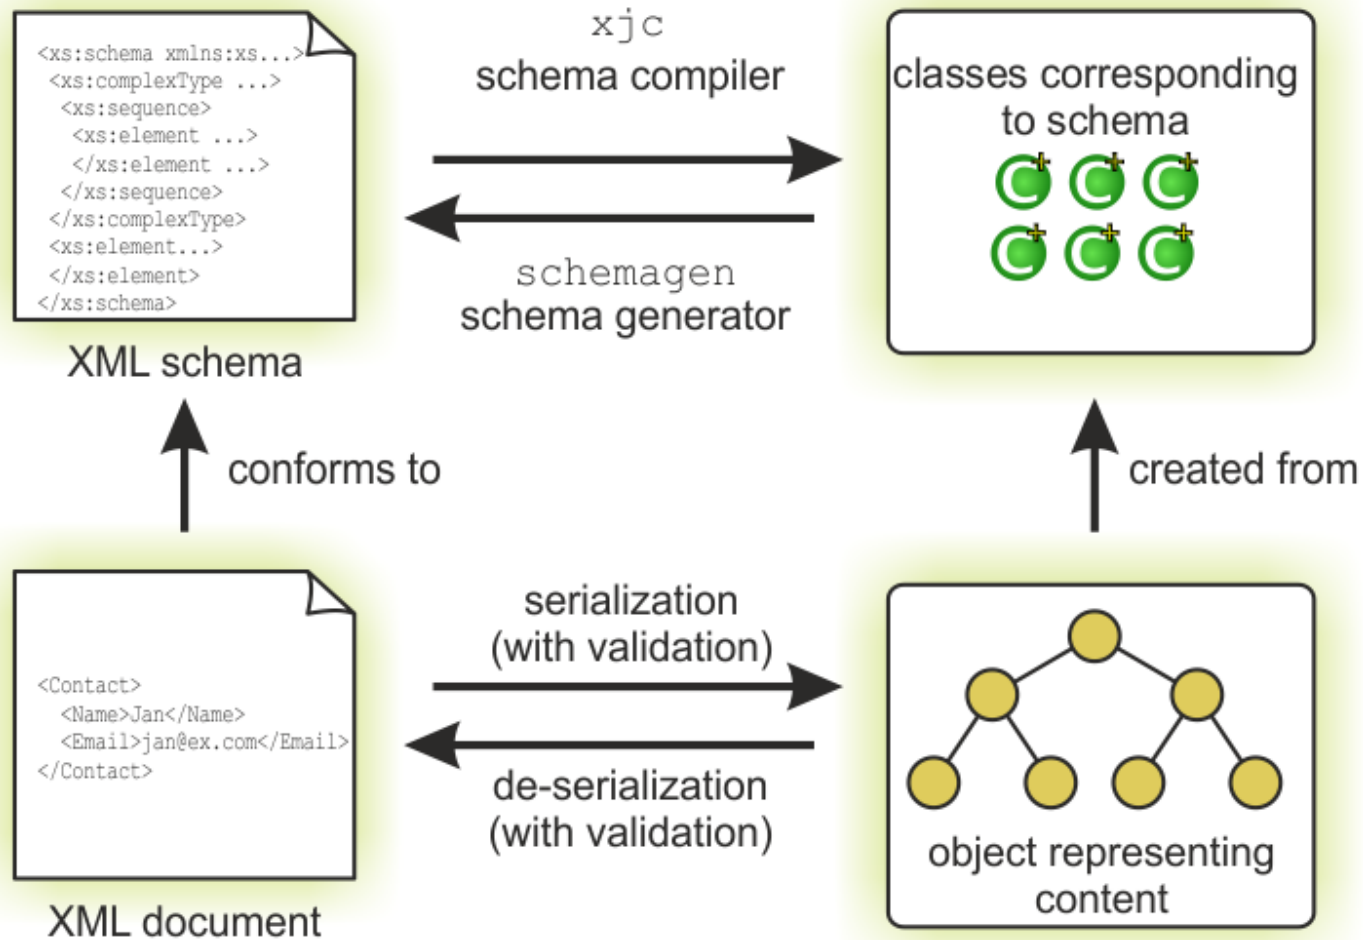 <xs:schema xmlns:xs...>
<xs:complexType ...>
<xs:sequence>
<xs:element ...>
</xs:element ...>
</xs:sequence>
</xs:complexType>
<xs:element...>
</xs:element>
</xs:schema>
XML schema
xjc
schema compiler
schemagen
schema generator
classes corresponding
to schema
C+ C+ C+
C+ C+ C+
conforms to
created from
<Contact>
<Name>Jan</Name>
<Email>jan@ex.com</Email>
</Contact>
XML document
serialization
(with validation)
de-serialization
(with validation)
object representing
content